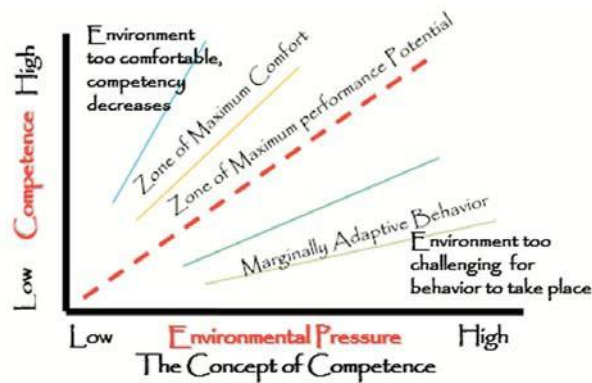 Environment
too comfortable,
competency
decreases
Zone of Maximum Comfort
Zone of Maximum performance Potential
Marginally Adaptive Behavior
Environment too
challenging for
behavior to take place
Low Competence High
Low Environmental Pressure High
The Concept of Competence